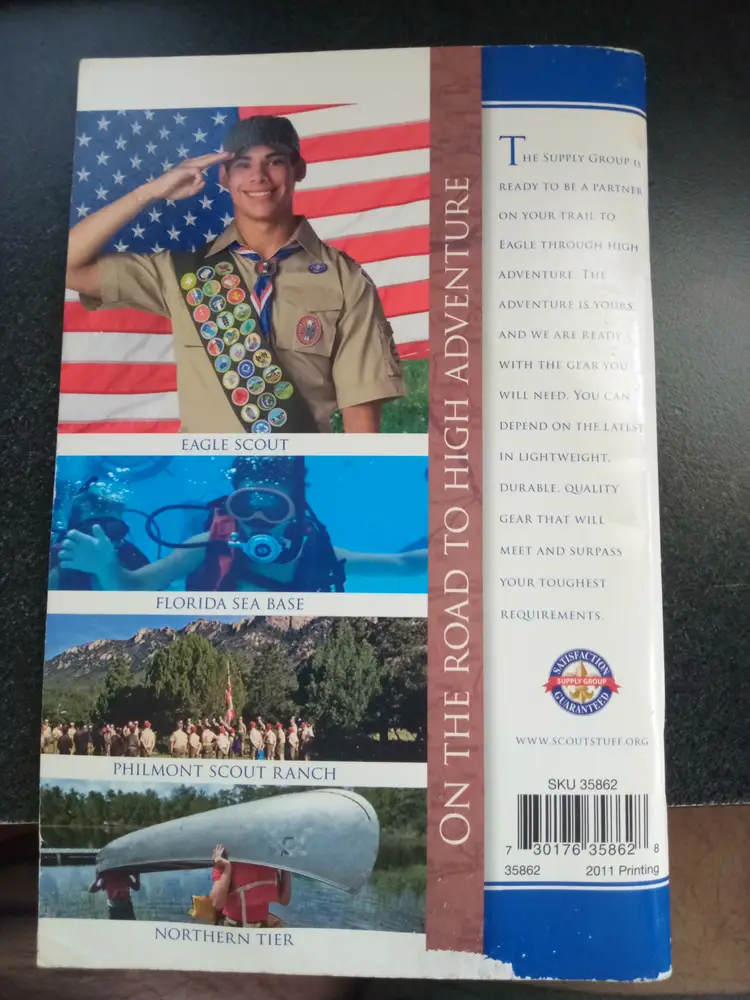 EAGLE SCOUT
FLORIDA SEA BASE
PHILMONT SCOUT RANCH
NORTHERN TIER
ON THE ROAD TO HIGH ADVENTURE
THE SUPPLY GROUP IS
READY TO BE A PARTNER
ON YOUR TRAIL TO
EAGLE THROUGH HIGH
ADVENTURE. THE
ADVENTURE IS YOURS
AND WE ARE READY
WITH THE GEAR YOU
WILL NEED. YOU CAN
DEPEND ON THE LATEST
IN LIGHTWEIGHT,
DURABLE, QUALITY
GEAR THAT WILL
MEET AND SURPASS
YOUR TOUGHEST
REQUIREMENTS.
SATISFACTION
SUPPLY GROUP
GUARANTEED
WWW.SCOUTSTUFF.ORG
SKU 35862
7 30176 35862 8
35862 2011 Printing